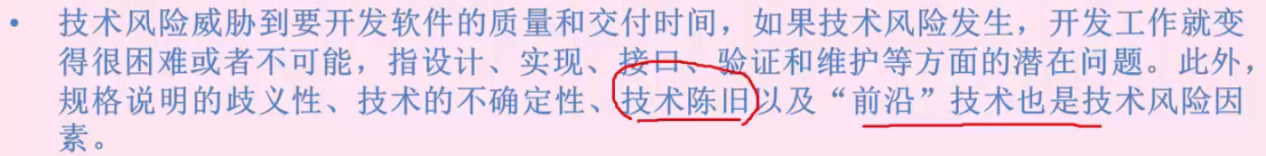 • 技术风险威胁到要开发软件的质量和交付时间，如果技术风险发生，开发工作就变
得很困难或者不可能，指设计、实现、接口、验证和维护等方面的潜在问题。此外，
规格说明的歧义性、技术的不确定性、技术陈旧以及“前沿”技术也是技术风险因
素。